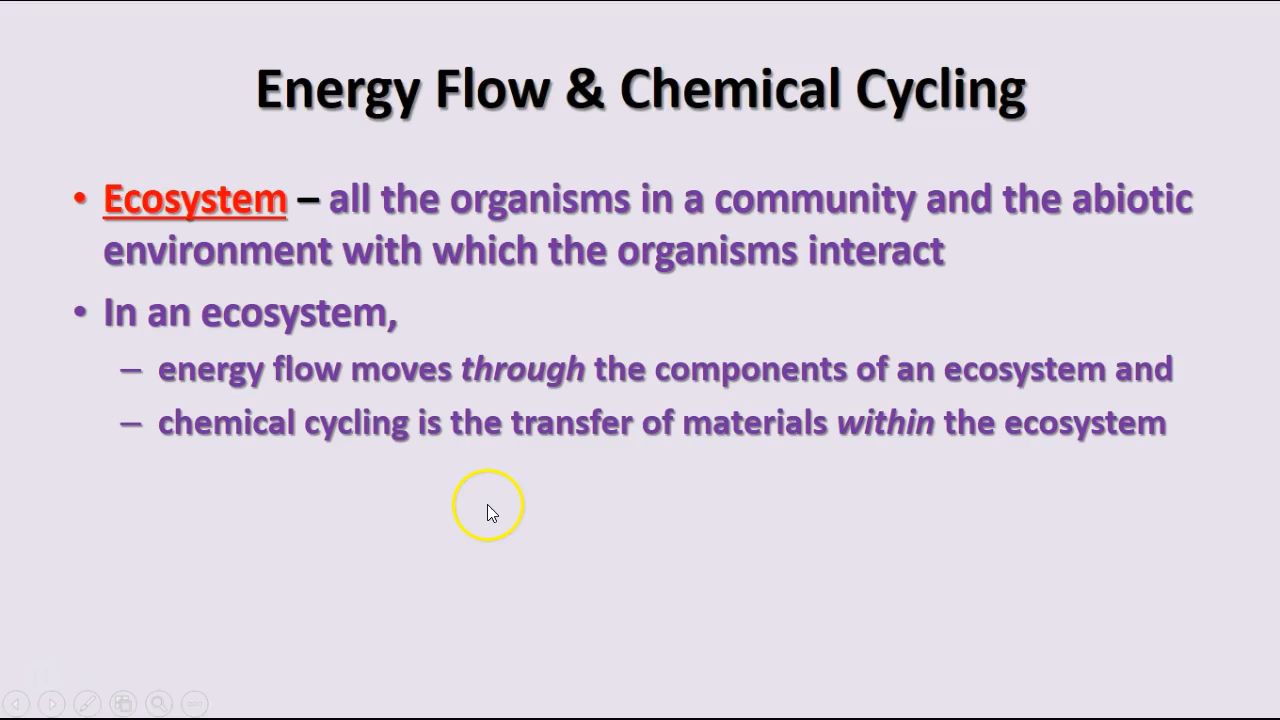 Energy Flow & Chemical Cycling
• Ecosystem – all the organisms in a community and the abiotic
environment with which the organisms interact
• In an ecosystem,
– energy flow moves through the components of an ecosystem and
– chemical cycling is the transfer of materials within the ecosystem